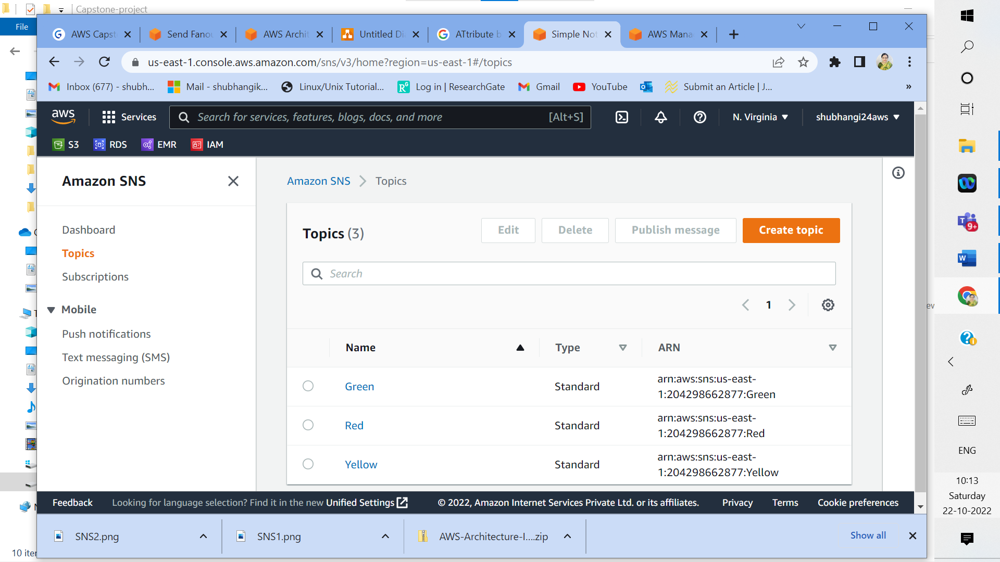 Capstone-project
File
AWS Capst
Send Fanou
AWS Archit
Untitled Di
ATtribute b
Simple Not
AWS Mana
us-east-1.console.aws.amazon.com/sns/v3/home?region=us-east-1#/topics
Inbox (677) - shubh...
Mail - shubhangik...
Linux/Unix Tutorial...
Log in | ResearchGate
Gmail
YouTube
Submit an Article | J...
»
aws
Services
Search for services, features, blogs, docs, and more
[Alt+S]
N. Virginia
shubhangi24aws
S3
RDS
EMR
IAM
Amazon SNS
Dashboard
Topics
Subscriptions
Mobile
Push notifications
Text messaging (SMS)
Origination numbers
Amazon SNS
Topics
Topics (3)
Edit
Delete
Publish message
Create topic
Search
1
Name
Type
ARN
Green
Standard
arn:aws:sns:us-east-
1:204298662877:Green
Red
Standard
arn:aws:sns:us-east-
1:204298662877:Red
Yellow
Standard
arn:aws:sns:us-east-
1:204298662877:Yellow
Feedback
Looking for language selection? Find it in the new Unified Settings
© 2022, Amazon Internet Services Private Ltd. or its affiliates.
Privacy
Terms
Cookie preferences
SNS2.png
SNS1.png
AWS-Architecture-I....zip
Show all
10 iter
9+
ENG
10:13
Saturday
22-10-2022